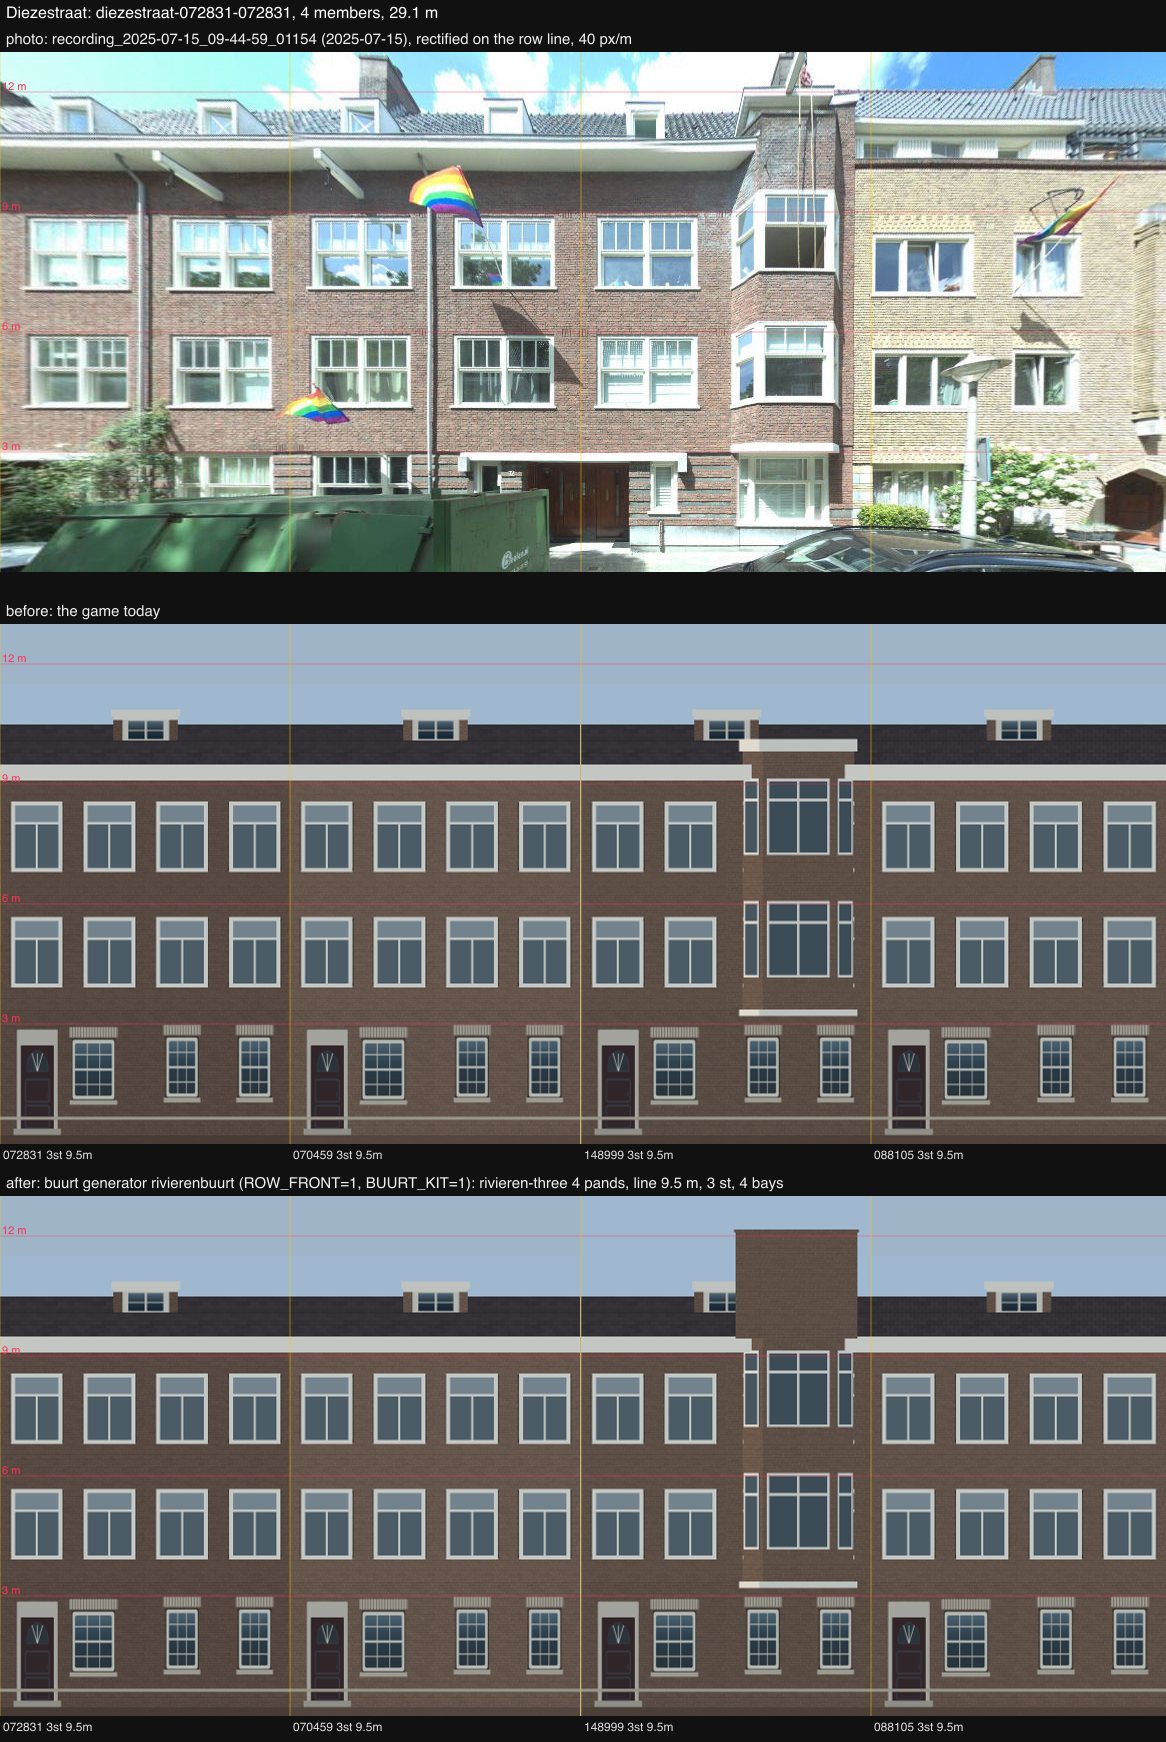 Diezestraat: diezestraat-072831-072831, 4 members, 29.1 m
photo: recording_2025-07-15_09-44-59_01154 (2025-07-15), rectified on the row line, 40 px/m
12 m
9 m
6 m
3 m
before: the game today
12 m
9 m
6 m
3 m
072831 3st 9.5m
070459 3st 9.5m
148999 3st 9.5m
088105 3st 9.5m
after: buurt generator rivierenbuurt (ROW_FRONT=1, BUURT_KIT=1): rivieren-three 4 pands, line 9.5 m, 3 st, 4 bays
12 m
9 m
6 m
3 m
072831 3st 9.5m
070459 3st 9.5m
148999 3st 9.5m
088105 3st 9.5m